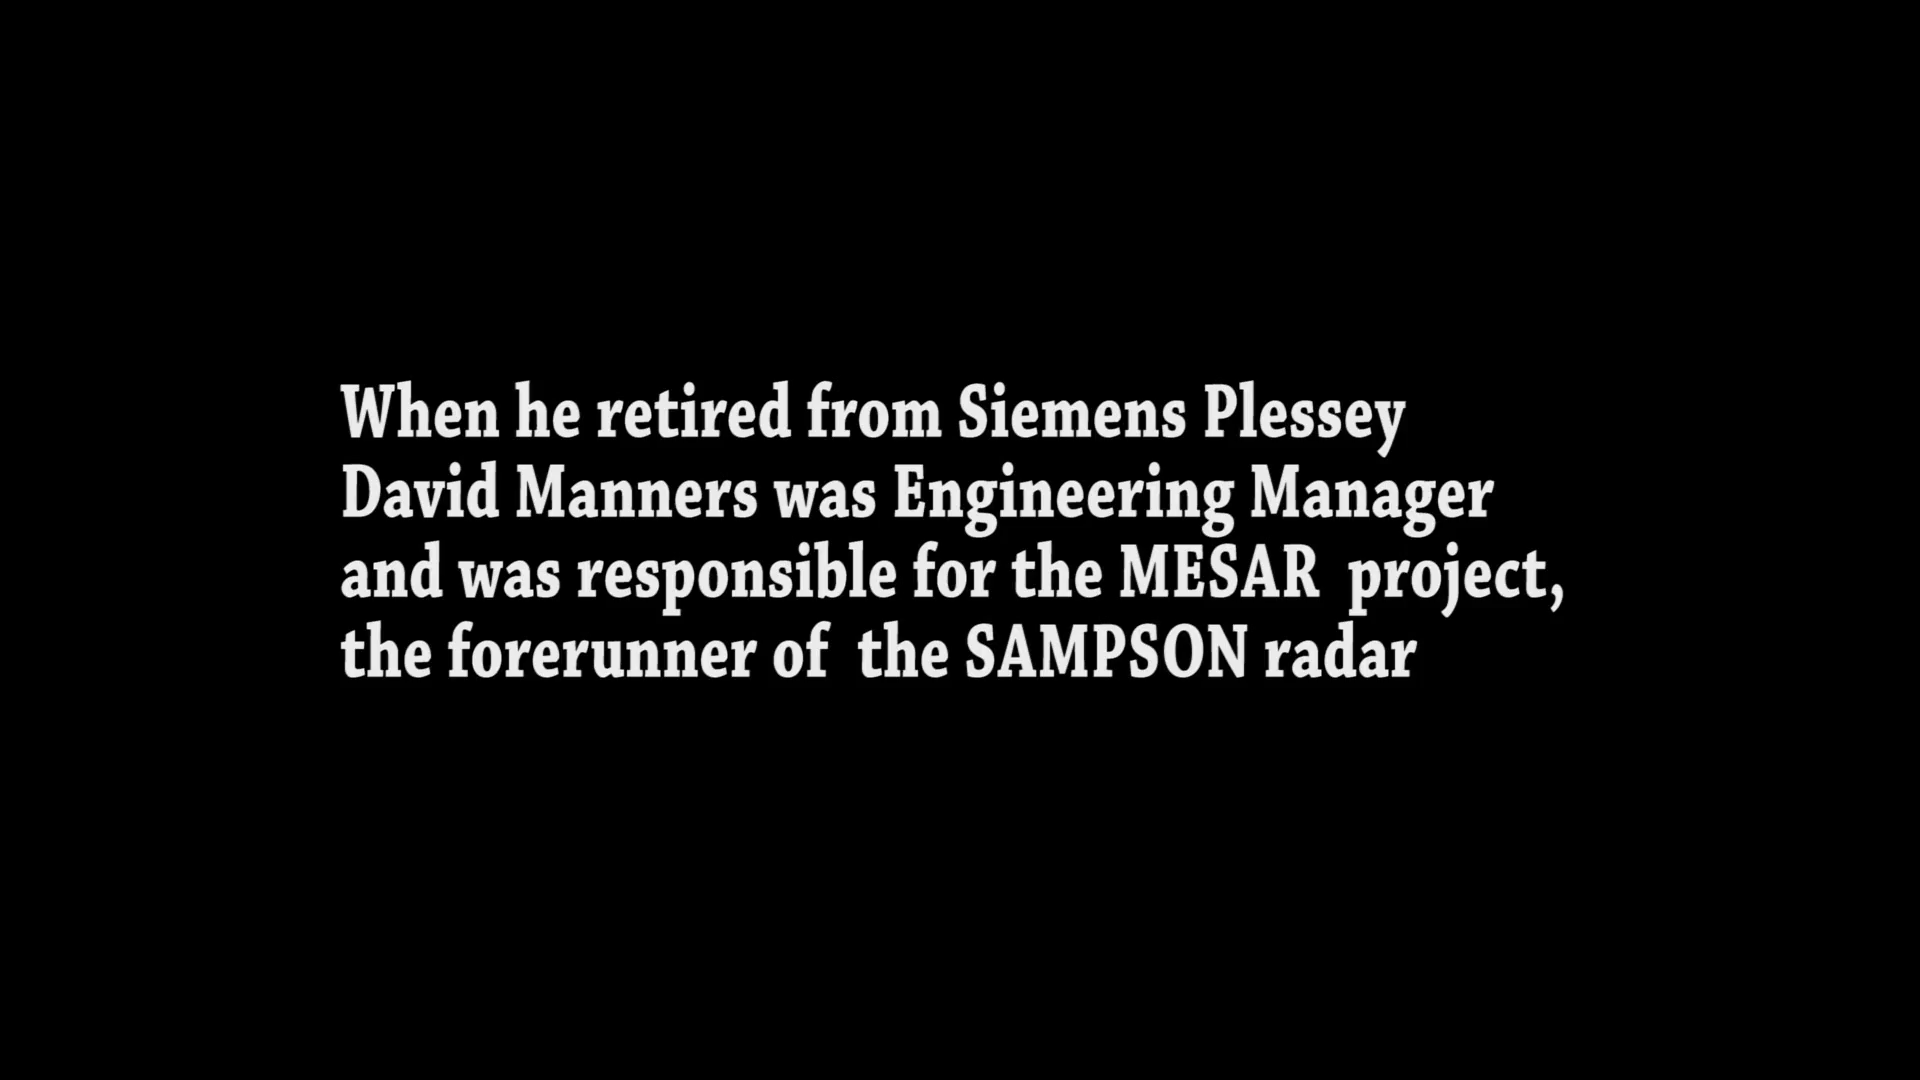 When he retired from Siemens Plessey
David Manners was Engineering Manager
and was responsible for the MESAR  project,
the forerunner of  the SAMPSON radar